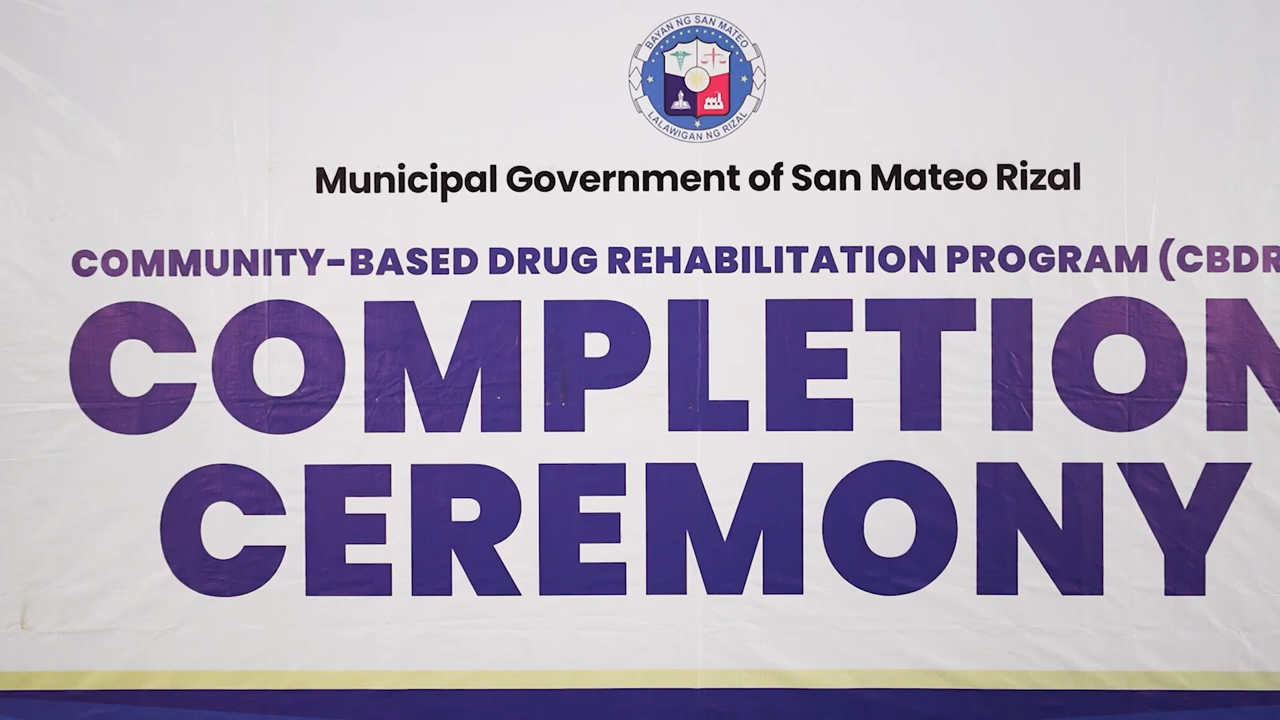 BAYAN NG SAN MATEO
LALAWIGAN NG RIZAL
Municipal Government of San Mateo Rizal
COMMUNITY-BASED DRUG REHABILITATION PROGRAM (CBDR
COMPLETION
CEREMONY